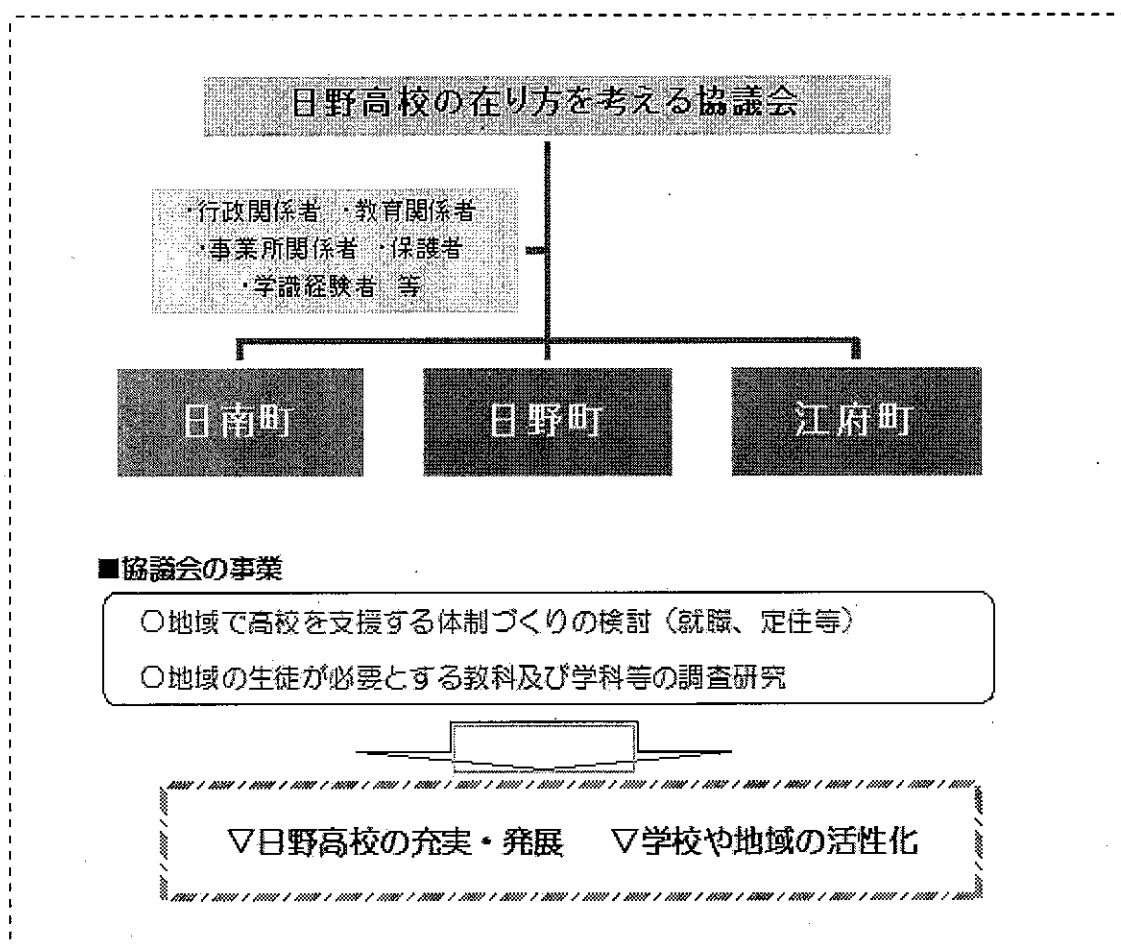 日野高校の在り方を考える協議会
・行政関係者 ・教育関係者
・事業所関係者 ・保護者
・学識経験者 等
日南町
日野町
江府町
■協議会の事業
○地域で高校を支援する体制づくりの検討（就職、定住等）
○地域の生徒が必要とする教科及び学科等の調査研究
▽日野高校の充実・発展 ▽学校や地域の活性化